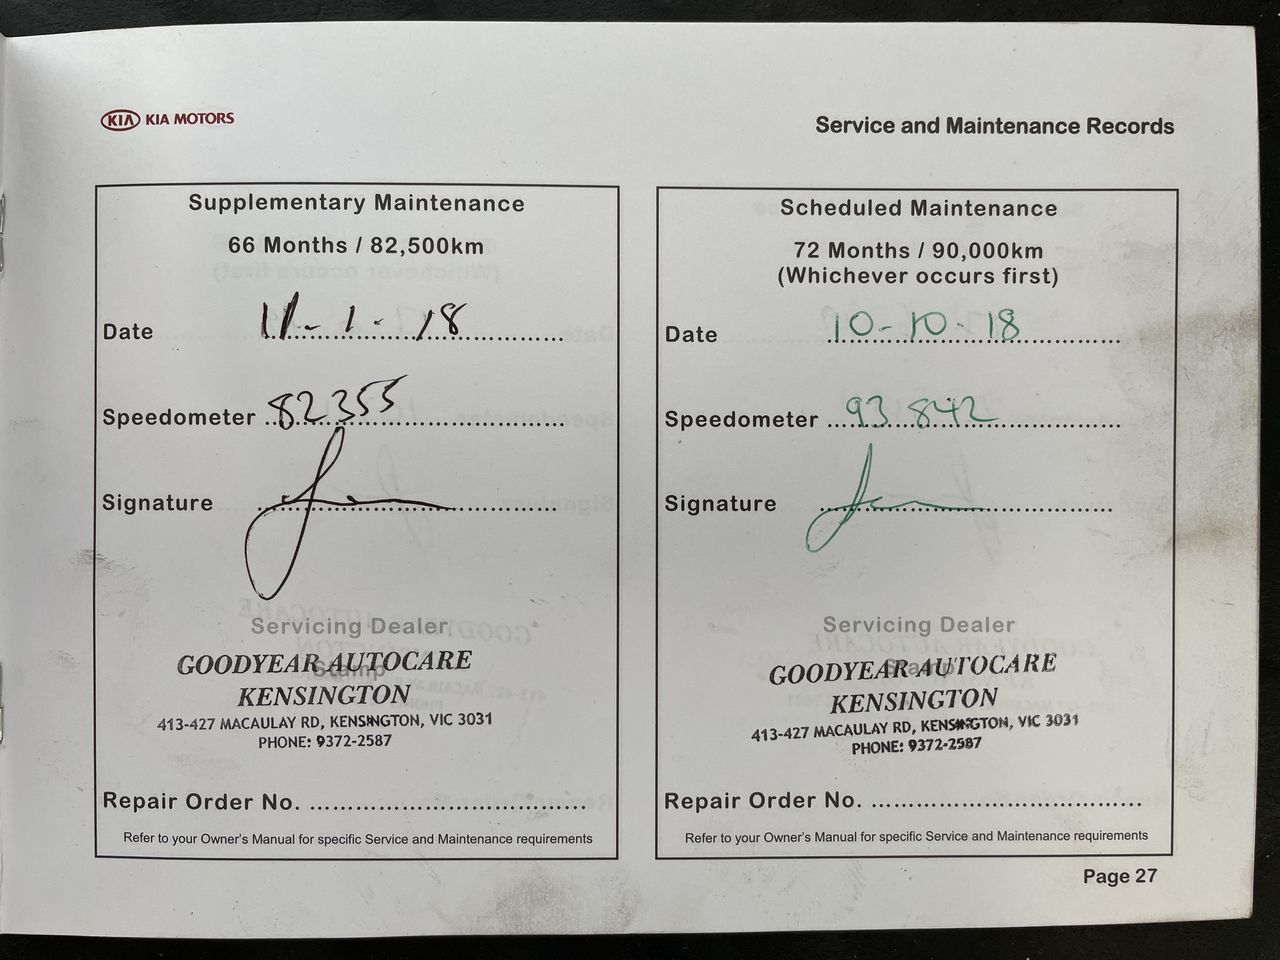 KIA KIA MOTORS
Service and Maintenance Records
Supplementary Maintenance
66 Months / 82,500km
Date 11-1-18
Speedometer 82355
Signature
Servicing Dealer
Stamp
GOODYEAR AUTOCARE
KENSINGTON
413-427 MACAULAY RD, KENSINGTON, VIC 3031
PHONE: 9372-2587
Repair Order No.
Refer to your Owner's Manual for specific Service and Maintenance requirements
Scheduled Maintenance
72 Months / 90,000km
(Whichever occurs first)
Date 10-10-18
Speedometer 93842
Signature
Servicing Dealer
Stamp
GOODYEAR AUTOCARE
KENSINGTON
413-427 MACAULAY RD, KENSINGTON, VIC 3031
PHONE: 9372-2587
Repair Order No.
Refer to your Owner's Manual for specific Service and Maintenance requirements
Page 27